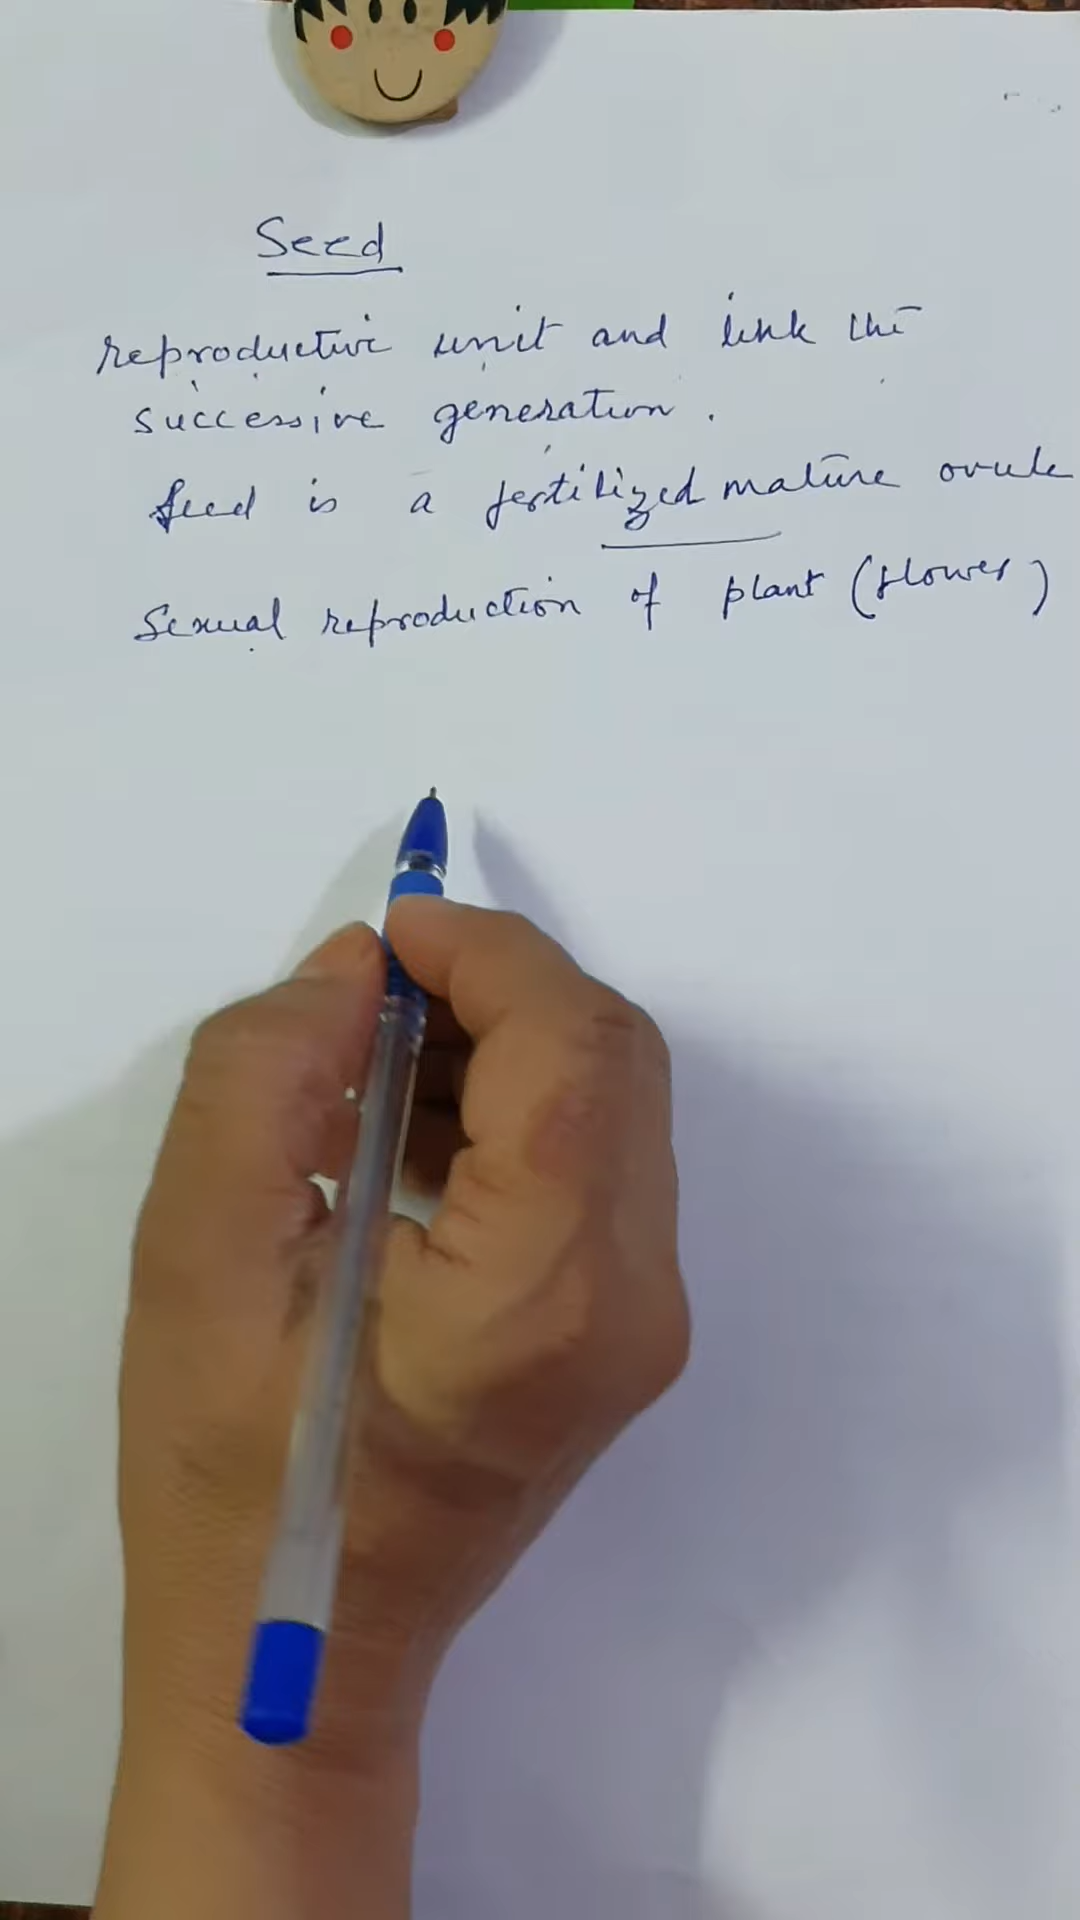 Seed
reproductive unit and link the
successive generation.
Seed is a fertilized mature ovule
Sexual reproduction of plant (flower)